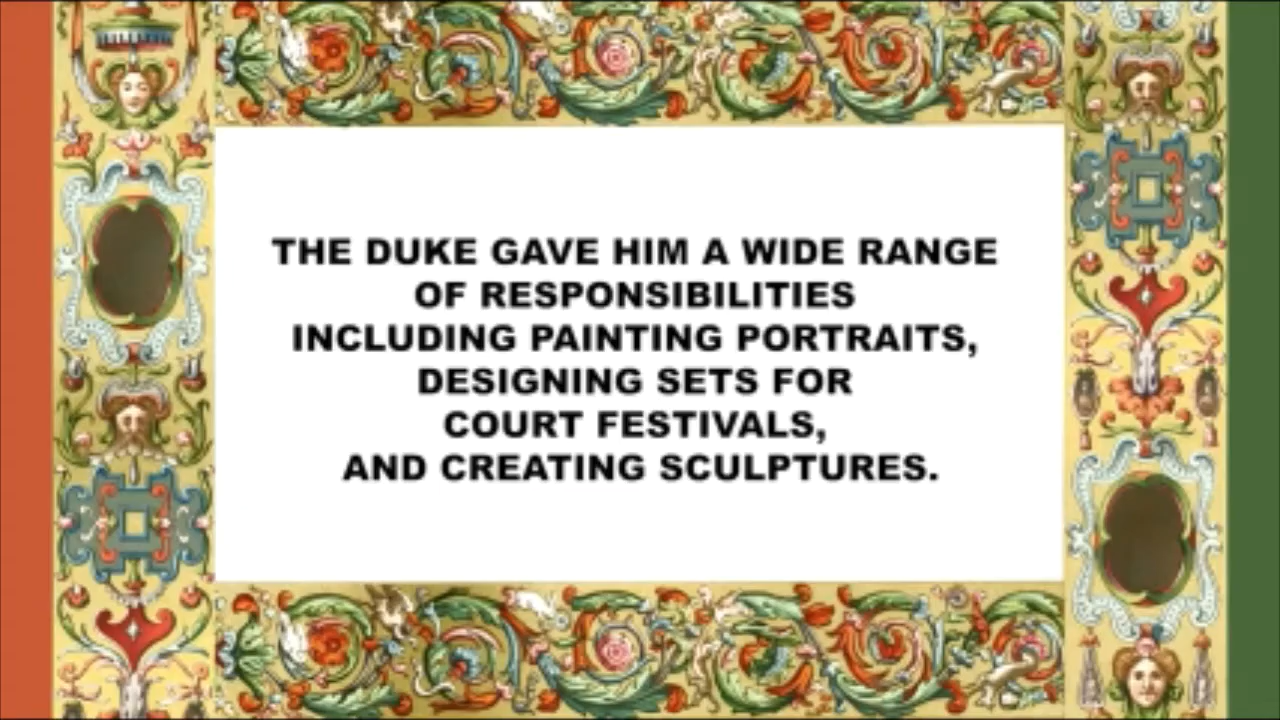 THE DUKE GAVE HIM A WIDE RANGE
OF RESPONSIBILITIES
INCLUDING PAINTING PORTRAITS,
DESIGNING SETS FOR
COURT FESTIVALS,
AND CREATING SCULPTURES.